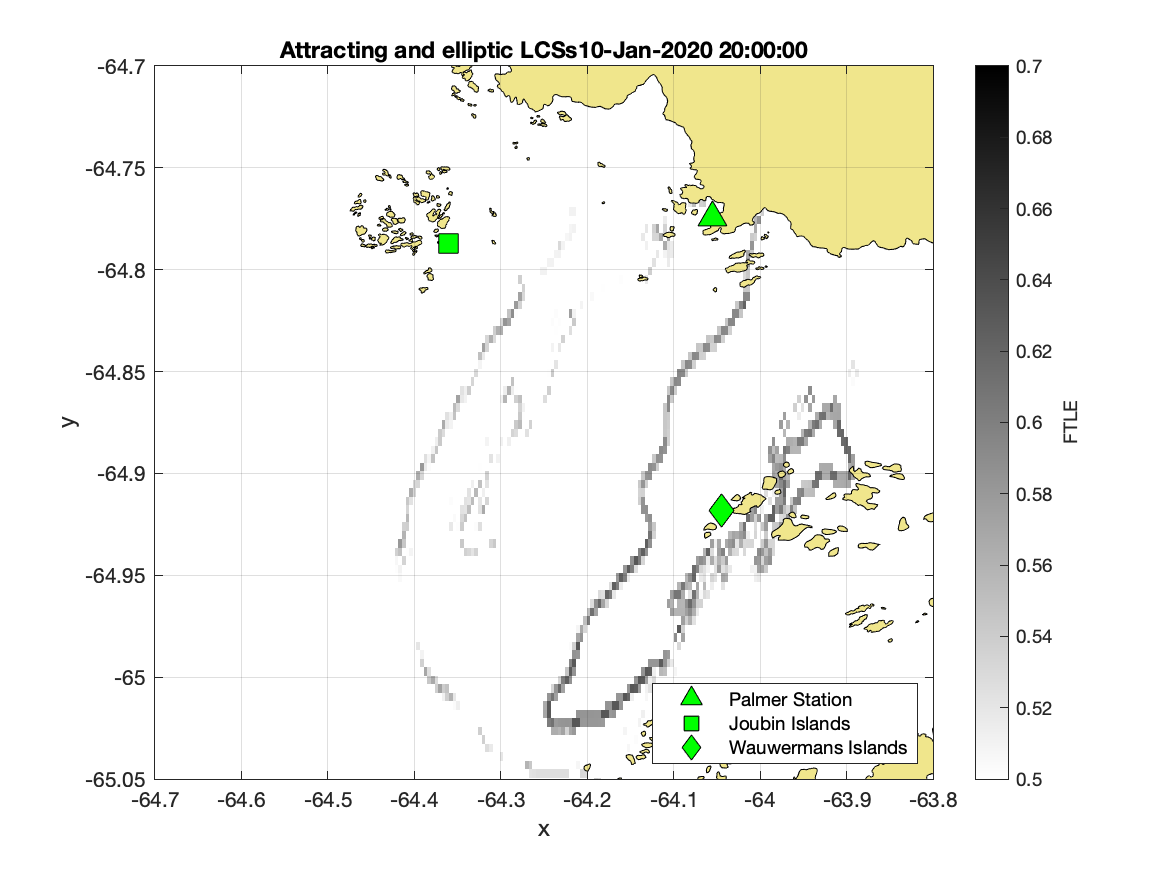 Attracting and elliptic LCSs10-Jan-2020 20:00:00
-64.7
-64.75
-64.8
-64.85
-64.9
-64.95
-65
-65.05
y
-64.7 -64.6 -64.5 -64.4 -64.3 -64.2 -64.1 -64 -63.9 -63.8
x
Palmer Station
Joubin Islands
Wauwermans Islands
0.7
0.68
0.66
0.64
0.62
0.6
0.58
0.56
0.54
0.52
0.5
FTLE